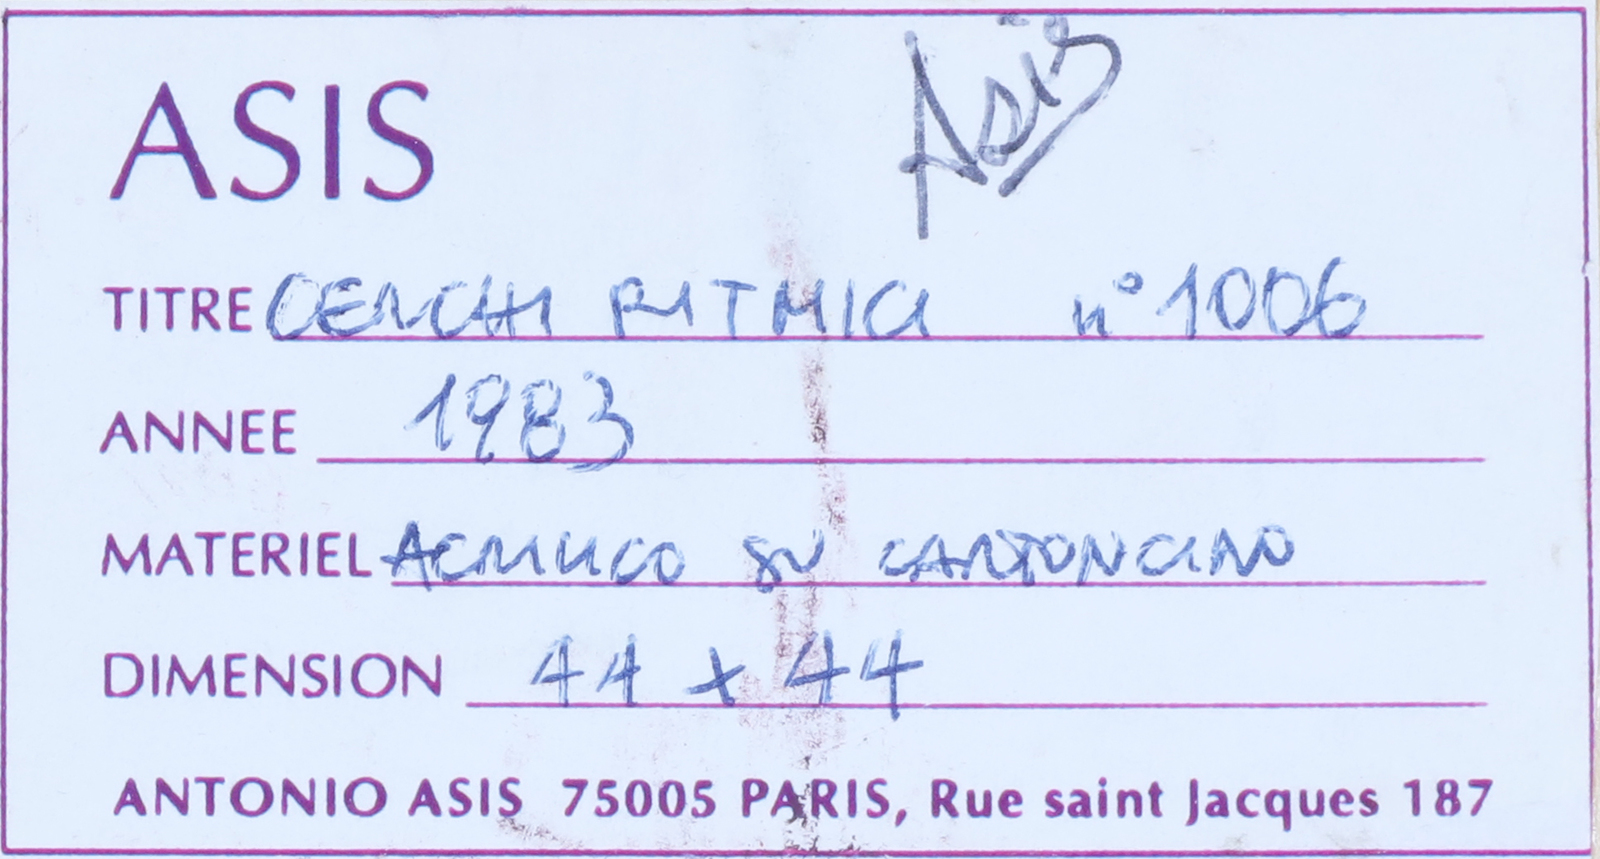 ASIS
Asis
TITRE CERCHI RITMICI n° 1006
ANNEE 1983
MATERIEL ACRILICO SU CARTONCINO
DIMENSION 44 x 44
ANTONIO ASIS 75005 PARIS, Rue saint Jacques 187